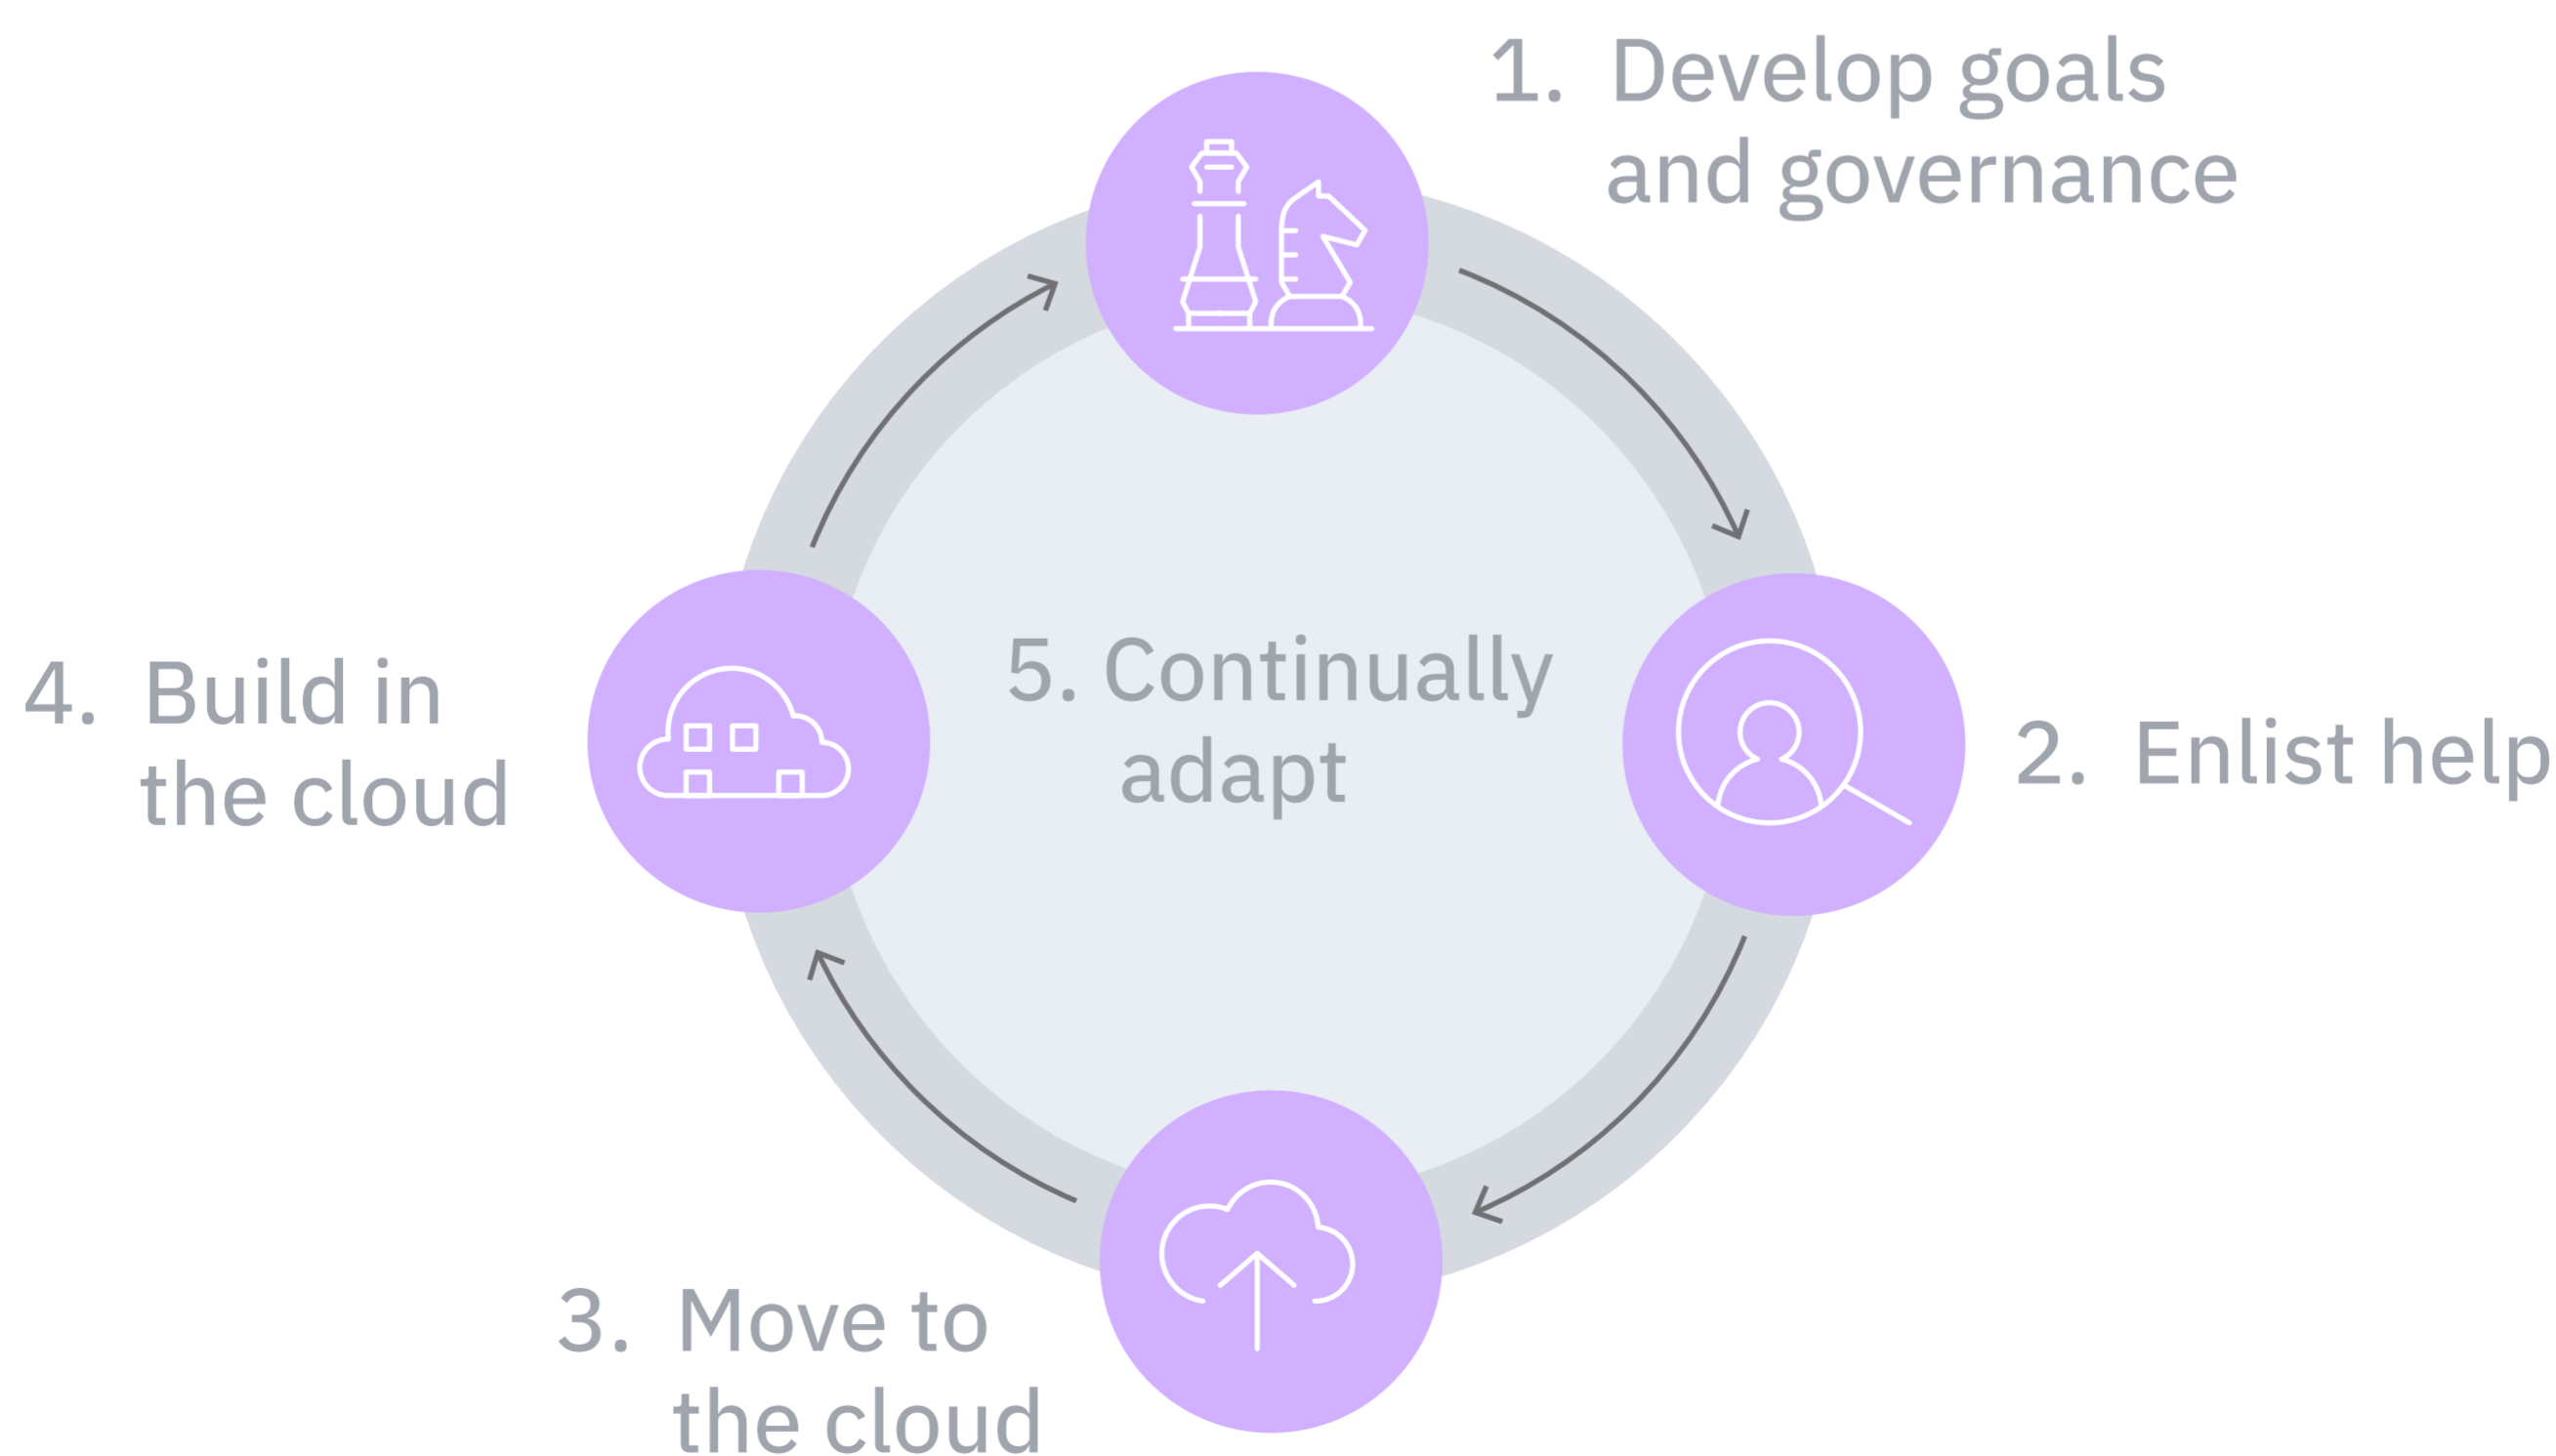 1. Develop goals
and governance
2. Enlist help
3. Move to
the cloud
4. Build in
the cloud
5. Continually
adapt